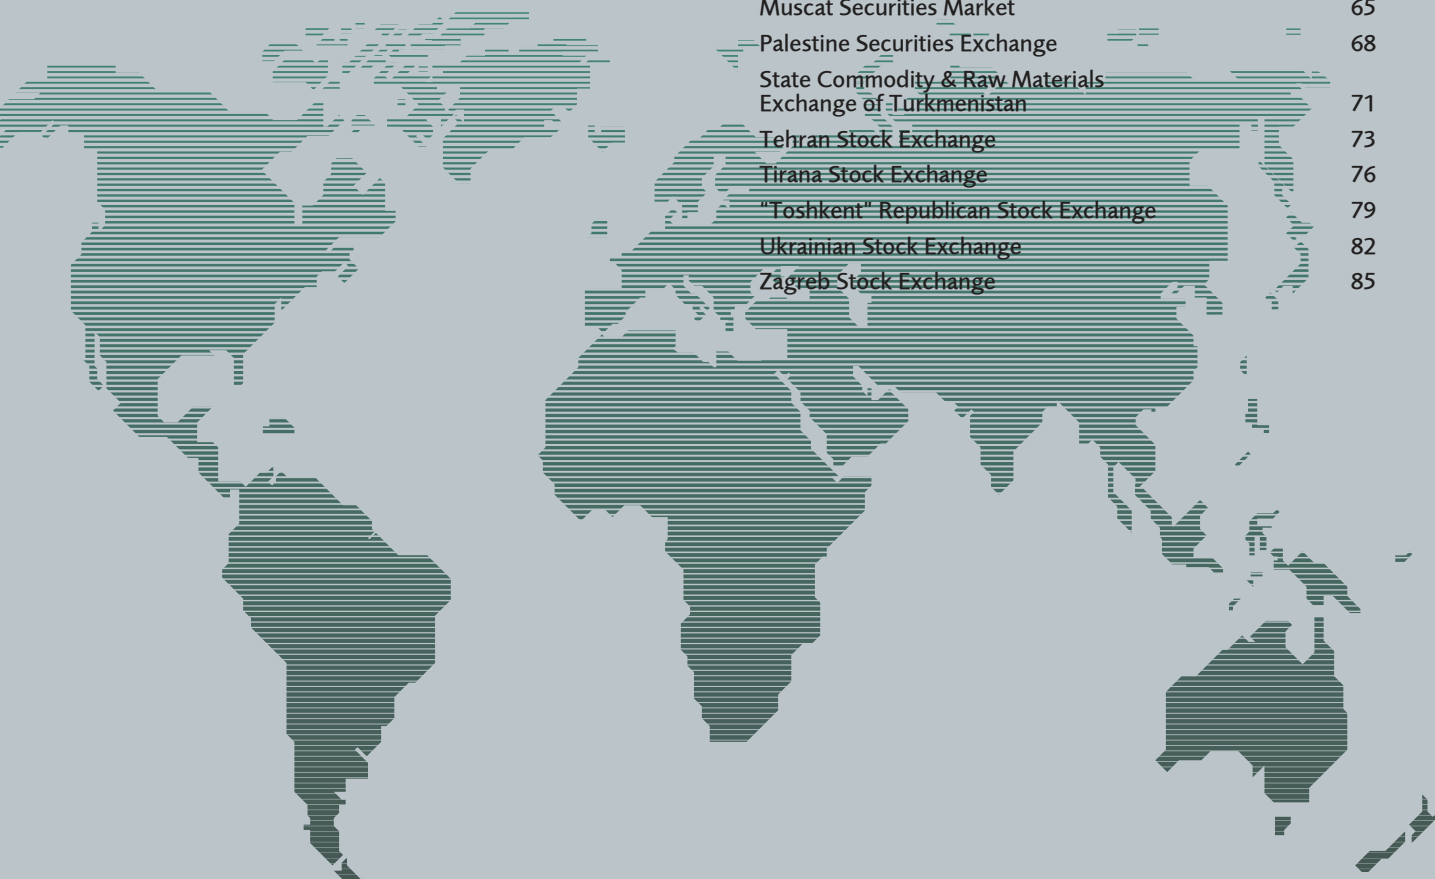 Muscat Securities Market 65
Palestine Securities Exchange 68
State Commodity & Raw Materials
Exchange of Turkmenistan 71
Tehran Stock Exchange 73
Tirana Stock Exchange 76
“Toshkent” Republican Stock Exchange 79
Ukrainian Stock Exchange 82
Zagreb Stock Exchange 85